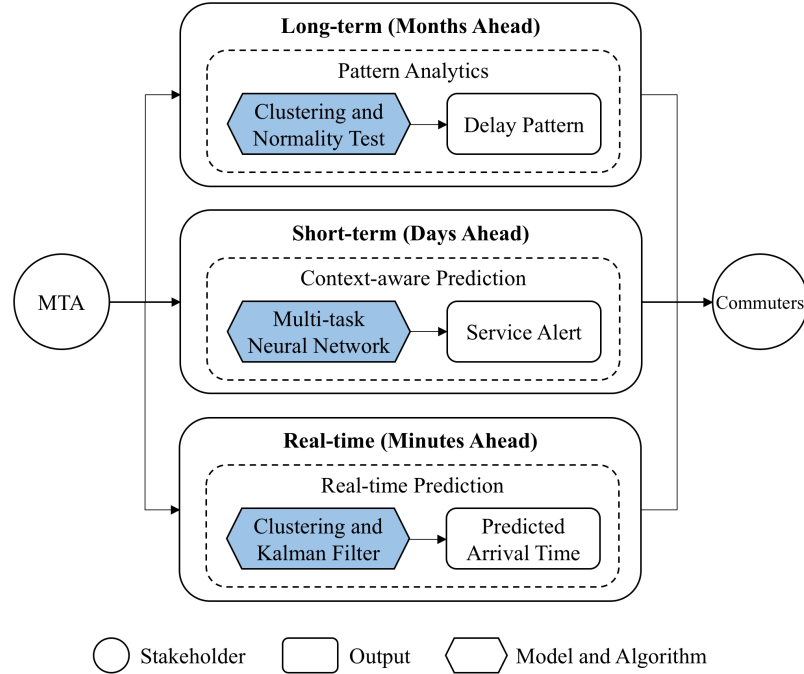 Long-term (Months Ahead)
Pattern Analytics
Clustering and
Normality Test
Delay Pattern
Short-term (Days Ahead)
Context-aware Prediction
MTA
Multi-task
Neural Network
Service Alert
Commuters
Real-time (Minutes Ahead)
Real-time Prediction
Clustering and
Kalman Filter
Predicted
Arrival Time
Stakeholder
Output
Model and Algorithm